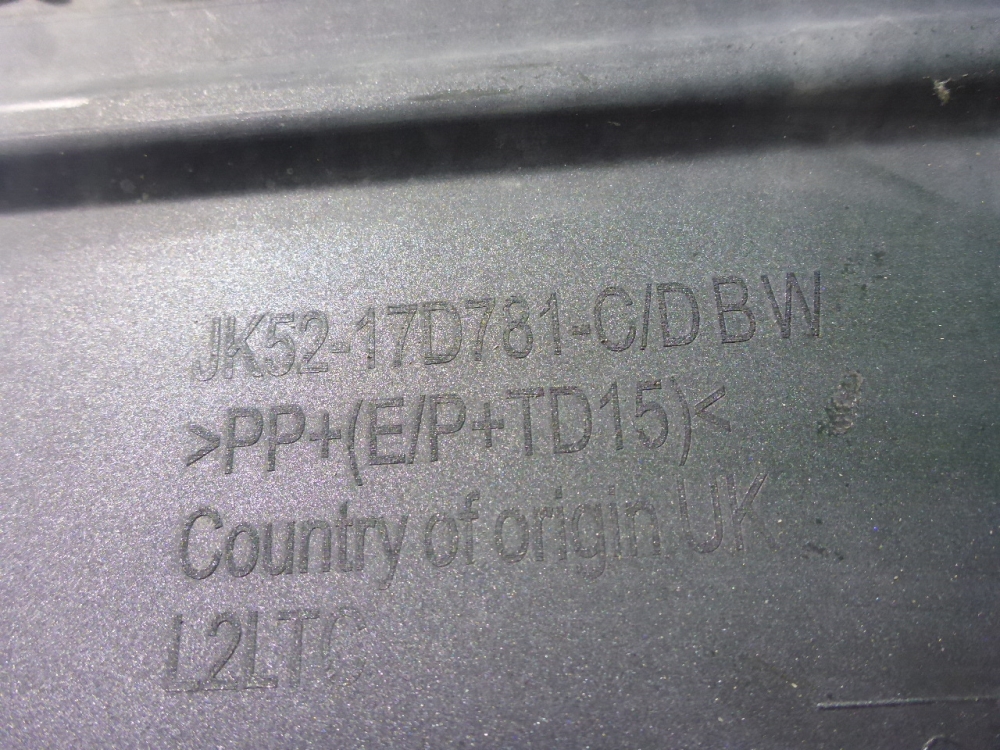 JK52-17D781-C/D B W
>PP+(E/P+TD15)<
Country of origin UK
L2LTC